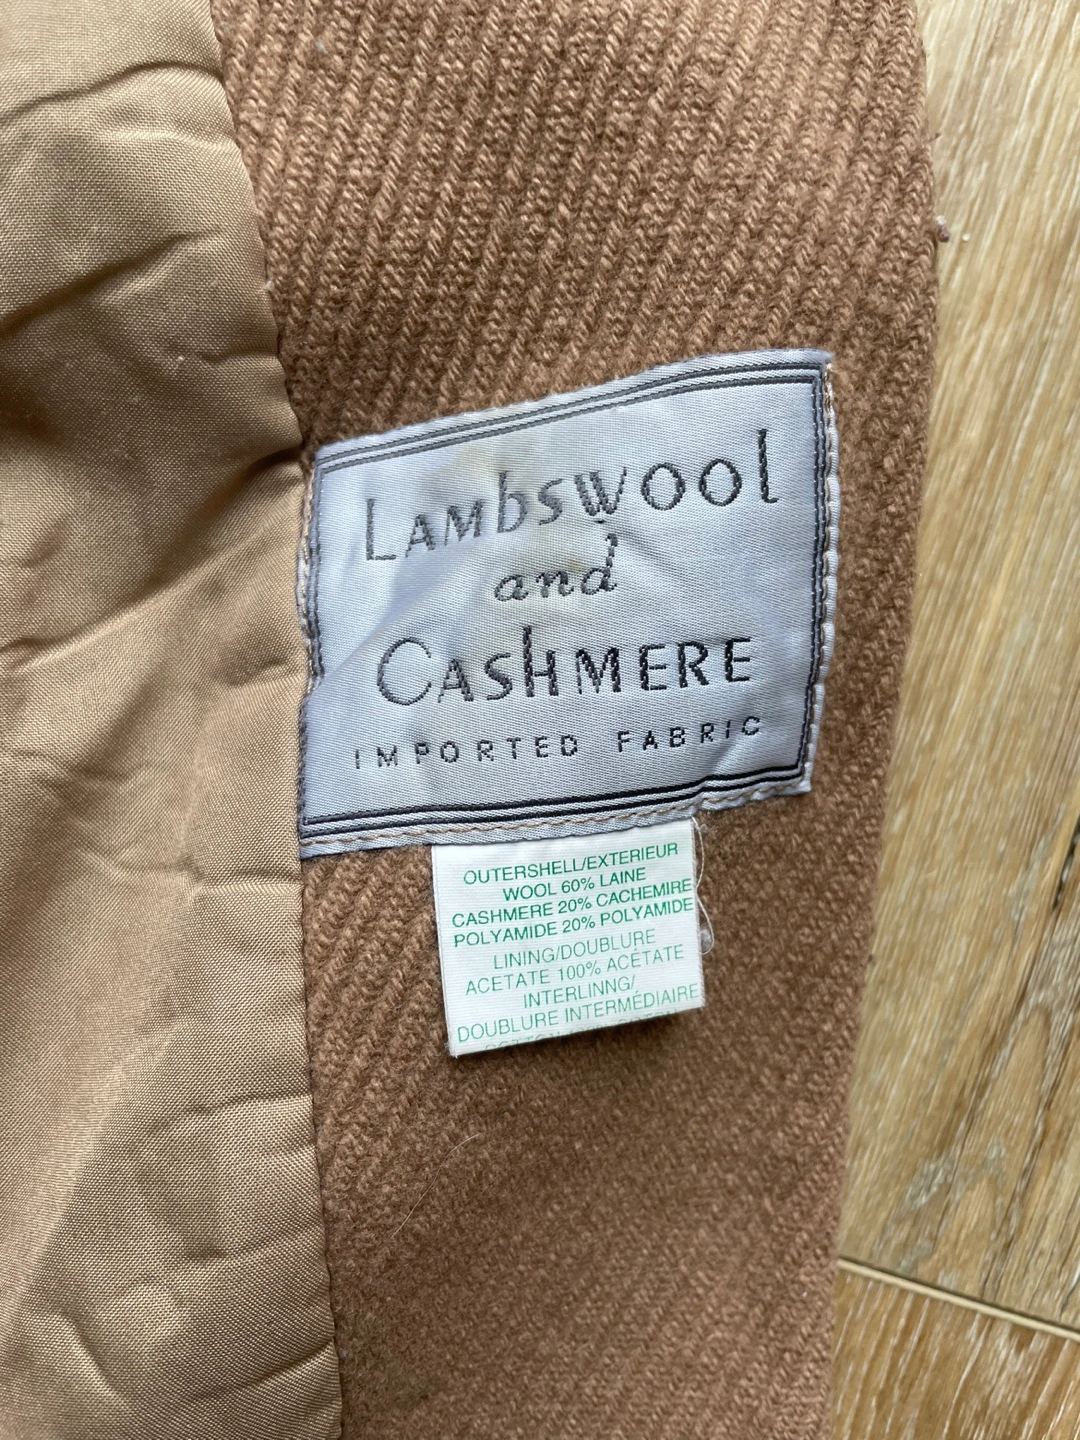 Lambswool
and
Cashmere
IMPORTED FABRIC
OUTERSHELL/EXTERIEUR
WOOL 60% LAINE
CASHMERE 20% CACHEMIRE
POLYAMIDE 20% POLYAMIDE
LINING/DOUBLURE
ACETATE 100% ACÉTATE
INTERLINNG/
DOUBLURE INTERMÉDIAIRE